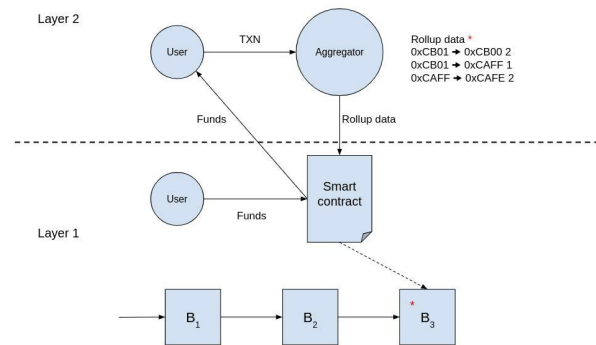 Layer 2
User
TXN
Aggregator
Rollup data *
0xCB01 → 0xCB00 2
0xCB01 → 0xCAFF 1
0xCAFF → 0xCAFE 2
Funds
Rollup data
Smart
contract
User
Funds
Layer 1
B1
B2
*
B3